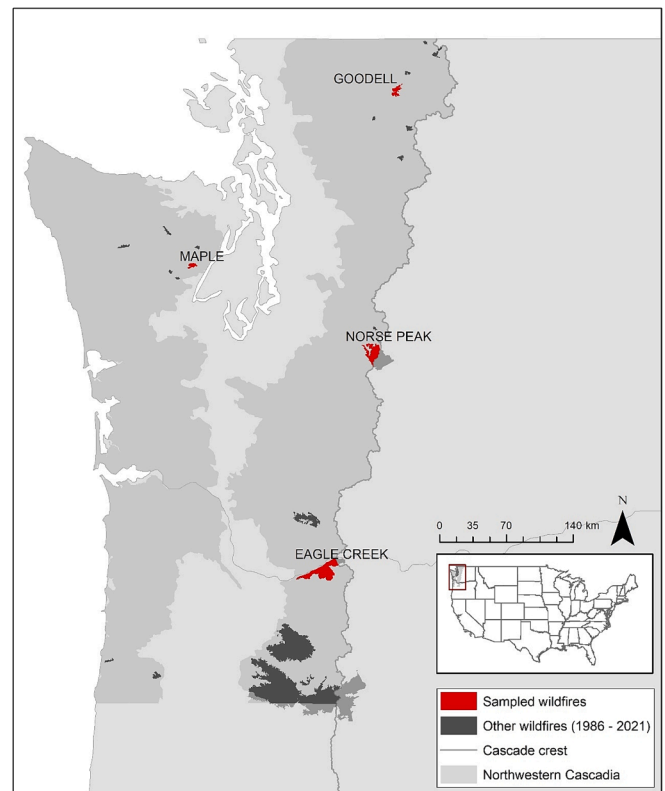 GOODELL
MAPLE
NORSE PEAK
EAGLE CREEK
N
0 35 70 140 km
Sampled wildfires
Other wildfires (1986 - 2021)
Cascade crest
Northwestern Cascadia